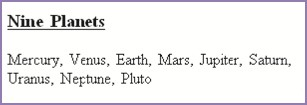 Nine Planets
Mercury, Venus, Earth, Mars, Jupiter, Saturn,
Uranus, Neptune, Pluto